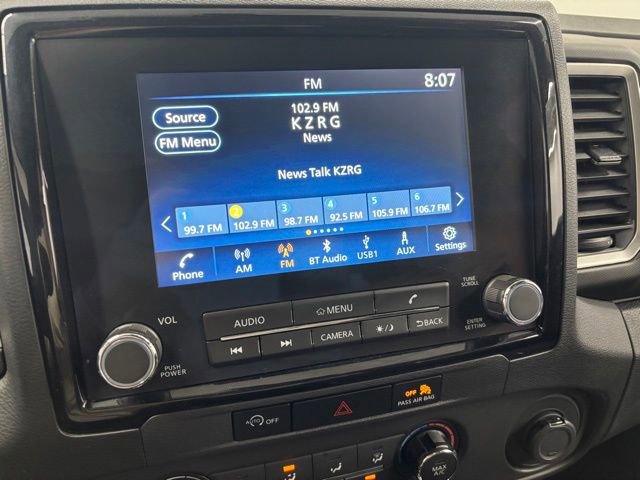 FM 8:07
Source
102.9 FM
KZRG
FM Menu
News
News Talk KZRG
1 2 3 4 5 6
99.7 FM 102.9 FM 98.7 FM 92.5 FM 105.9 FM 106.7 FM
Phone AM FM BT Audio USB1 AUX Settings
TUNE
SCROLL
VOL
AUDIO MENU
CAMERA BACK
ENTER
SETTING
PUSH
POWER
AUTO OFF
OFF
PASS AIR BAG
MAX
A/C